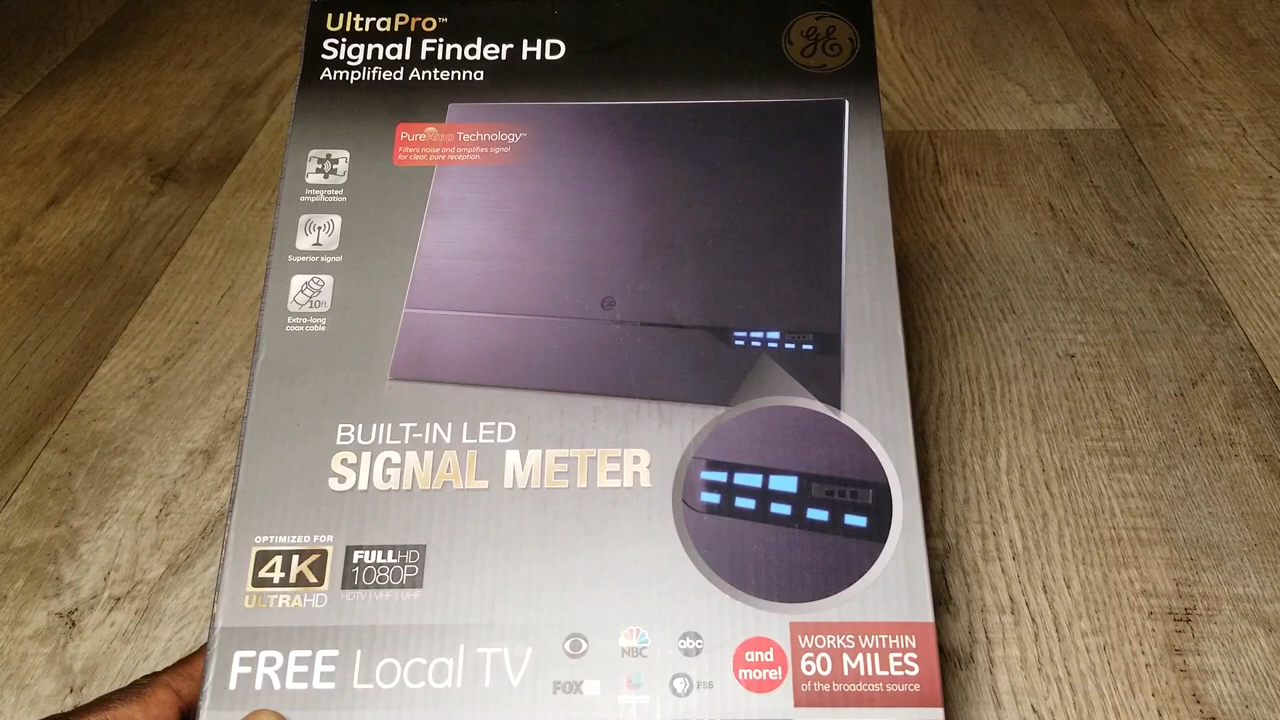 UltraPro™
Signal Finder HD
Amplified Antenna
GE
PureAmp Technology™
Filters noise and amplifies signal
for clear, pure reception.
Integrated
amplification
Superior signal
10ft
Extra-long
coax cable
BUILT-IN LED
SIGNAL METER
OPTIMIZED FOR
4K
ULTRAHD
FULLHD
1080P
HDTV | VHF | UHF
FREE Local TV
NBC
abc
FOX
PBS
and
more!
WORKS WITHIN
60 MILES
of the broadcast source